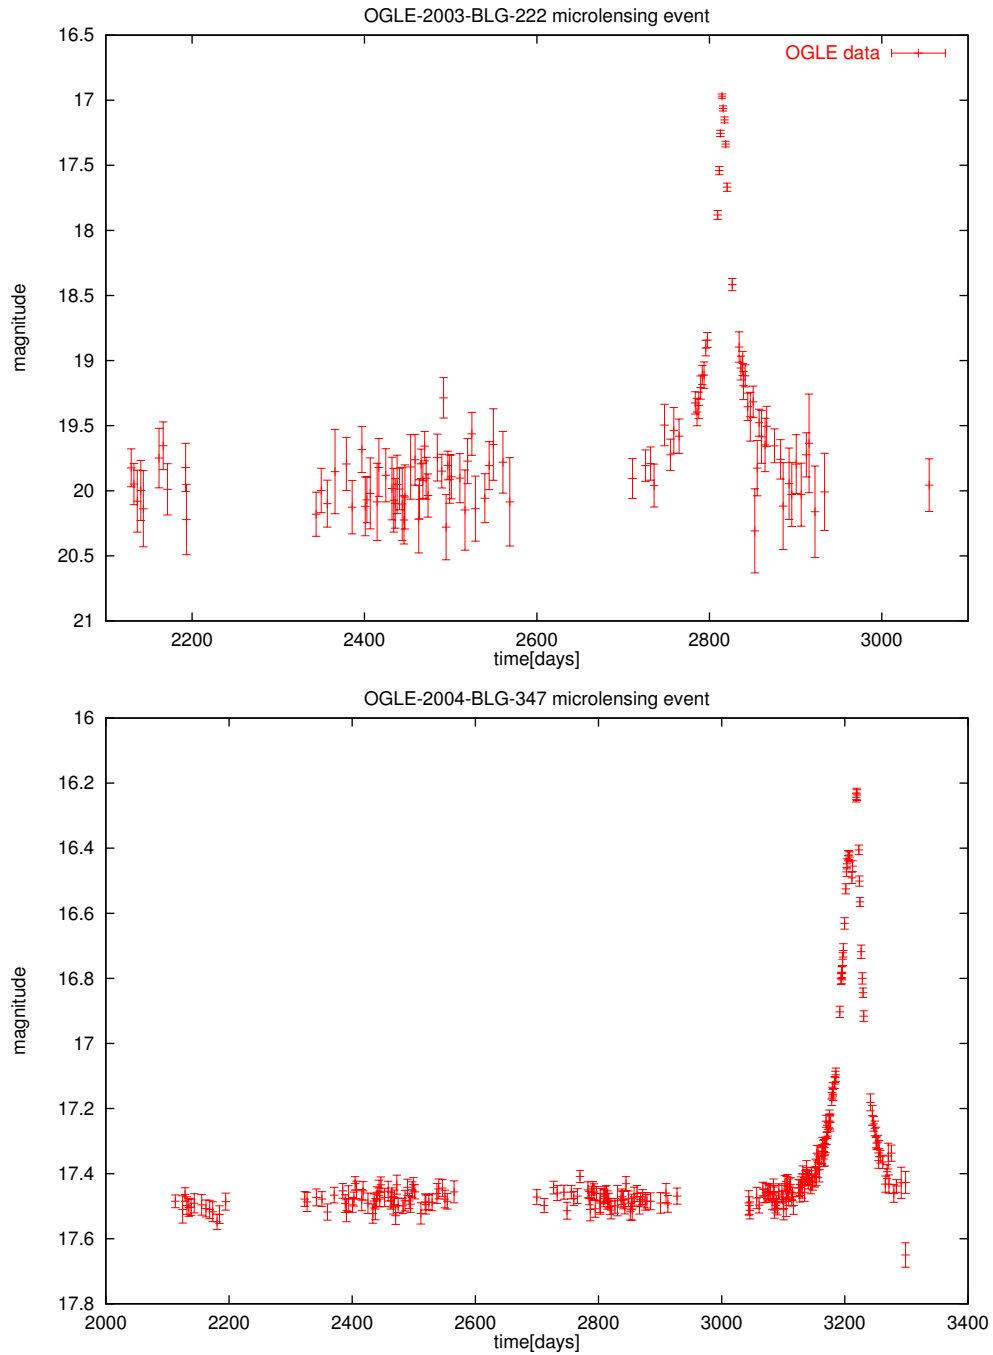 OGLE-2003-BLG-222 microlensing event
16.5
OGLE data
17
17.5
18
18.5
magnitude
19
19.5
20
20.5
21
2200 2400 2600 2800 3000
time[days]
OGLE-2004-BLG-347 microlensing event
16
16.2
16.4
16.6
16.8
magnitude
17
17.2
17.4
17.6
17.8
2000 2200 2400 2600 2800 3000 3200 3400
time[days]